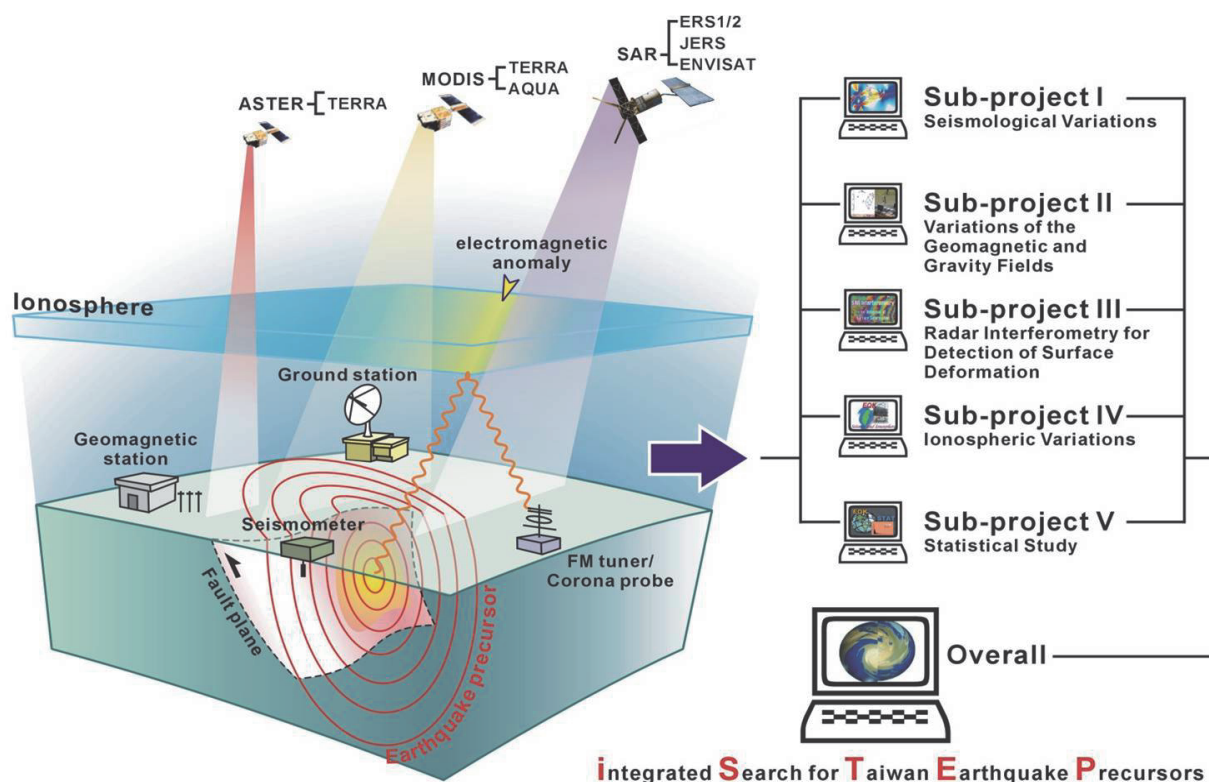 ERS1/2
SAR
JERS
ENVISAT
MODIS
TERRA
AQUA
ASTER
TERRA
electromagnetic
anomaly
Ionosphere
Ground station
Geomagnetic
station
Seismometer
FM tuner/
Corona probe
Fault plane
Earthquake precursor
Sub-project I
Seismological Variations
Sub-project II
Variations of the
Geomagnetic and
Gravity Fields
Sub-project III
Radar Interferometry for
Detection of Surface
Deformation
Sub-project IV
Ionospheric Variations
Sub-project V
Statistical Study
Overall
integrated Search for Taiwan Earthquake Precursors